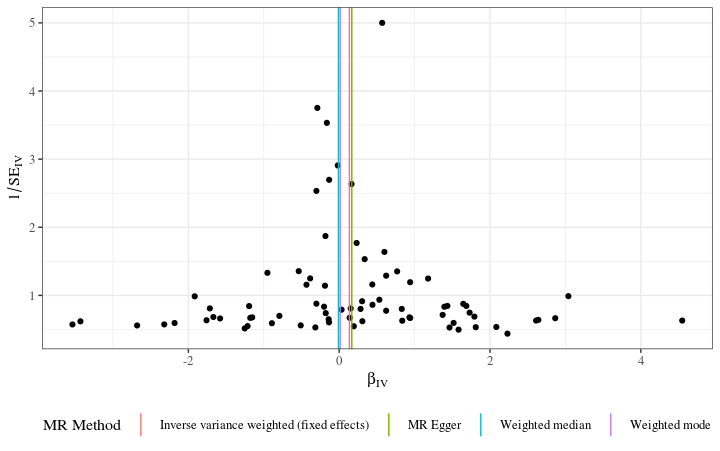 5
4
3
2
1
1/SE_IV
-2
0
2
4
β_IV
MR Method
Inverse variance weighted (fixed effects)
MR Egger
Weighted median
Weighted mode